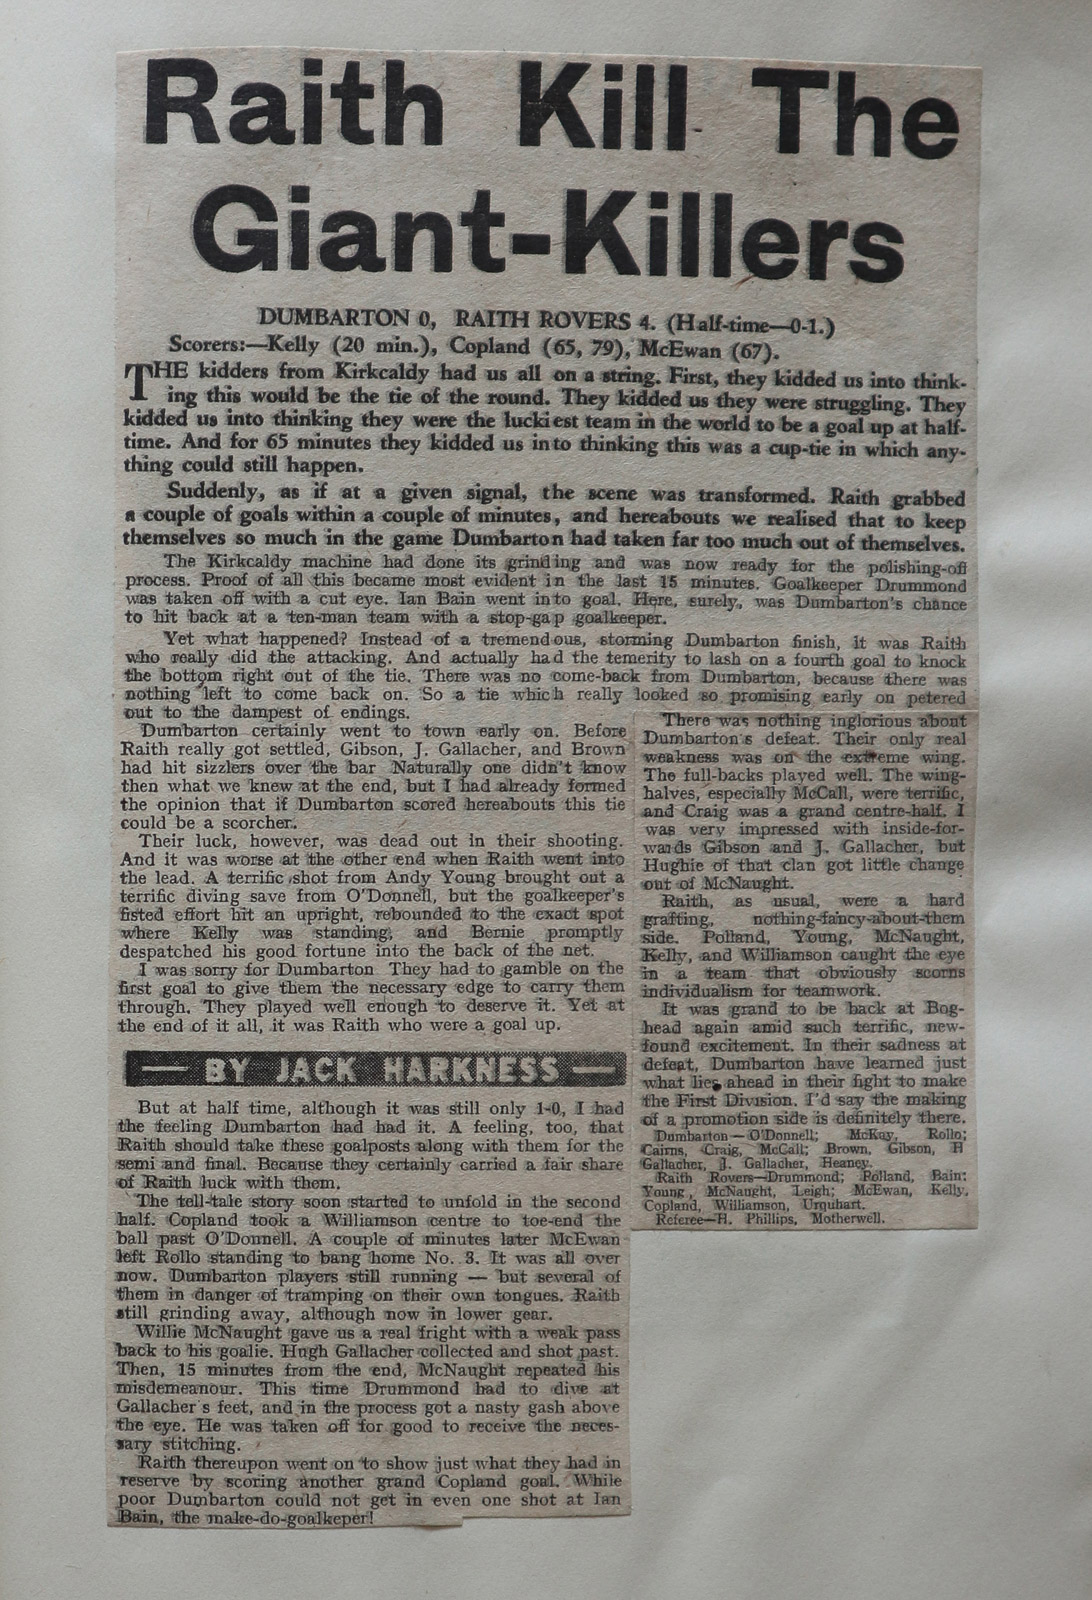 Raith Kill The
Giant-Killers
DUMBARTON 0, RAITH ROVERS 4. (Half-time—0-1.)
Scorers:—Kelly (20 min.), Copland (65, 79), McEwan (67).
THE kidders from Kirkcaldy had us all on a string. First, they kidded us into think-
ing this would be the tie of the round. They kidded us they were struggling. They
kidded us into thinking they were the luckiest team in the world to be a goal up at half-
time. And for 65 minutes they kidded us into thinking this was a cup-tie in which any-
thing could still happen.
Suddenly, as if at a given signal, the scene was transformed. Raith grabbed
a couple of goals within a couple of minutes, and hereabouts we realised that to keep
themselves so much in the game Dumbarton had taken far too much out of themselves.
The Kirkcaldy machine had done its grinding and was now ready for the polishing-off
process. Proof of all this became most evident in the last 15 minutes. Goalkeeper Drummond
was taken off with a cut eye. Ian Bain went into goal. Here, surely, was Dumbarton's chance
to hit back at a ten-man team with a stop-gap goalkeeper.
Yet what happened? Instead of a tremendous, storming Dumbarton finish, it was Raith
who really did the attacking. And actually had the temerity to lash on a fourth goal to knock
the bottom right out of the tie. There was no come-back from Dumbarton, because there was
nothing left to come back on. So a tie which really looked so promising early on petered
out to the dampest of endings.
Dumbarton certainly went to town early on. Before
Raith really got settled, Gibson, J. Gallacher, and Brown
had hit sizzlers over the bar Naturally one didn't know
then what we knew at the end, but I had already formed
the opinion that if Dumbarton scored hereabouts this tie
could be a scorcher.
Their luck, however, was dead out in their shooting.
And it was worse at the other end when Raith went into
the lead. A terrific shot from Andy Young brought out a
terrific diving save from O'Donnell, but the goalkeeper's
fisted effort hit an upright, rebounded to the exact spot
where Kelly was standing, and Bernie promptly
despatched his good fortune into the back of the net.
I was sorry for Dumbarton They had to gamble on the
first goal to give them the necessary edge to carry them
through. They played well enough to deserve it. Yet at
the end of it all, it was Raith who were a goal up.
— BY JACK HARKNESS —
But at half time, although it was still only 1-0, I had
the feeling Dumbarton had had it. A feeling, too, that
Raith should take these goalposts along with them for the
semi and final. Because they certainly carried a fair share
of Raith luck with them.
The tell-tale story soon started to unfold in the second
half. Copland took a Williamson centre to toe-end the
ball past O'Donnell. A couple of minutes later McEwan
left Rollo standing to bang home No. 3. It was all over
now. Dumbarton players still running — but several of
them in danger of tramping on their own tongues. Raith
still grinding away, although now in lower gear.
Willie McNaught gave us a real fright with a weak pass
back to his goalie. Hugh Gallacher collected and shot past.
Then, 15 minutes from the end, McNaught repeated his
misdemeanour. This time Drummond had to dive at
Gallacher's feet, and in the process got a nasty gash above
the eye. He was taken off for good to receive the neces-
sary stitching.
Raith thereupon went on to show just what they had in
reserve by scoring another grand Copland goal. While
poor Dumbarton could not get in even one shot at Ian
Bain, the make-do-goalkeper!
There was nothing inglorious about
Dumbarton's defeat. Their only real
weakness was on the extreme wing.
The full-backs played well. The wing-
halves, especially McCall, were terrific,
and Craig was a grand centre-half. I
was very impressed with inside-for-
wards Gibson and J. Gallacher, but
Hughie of that clan got little change
out of McNaught.
Raith, as usual, were a hard
grafting, nothing-fancy-about-them
side. Polland, Young, McNaught,
Kelly, and Williamson caught the eye
in a team that obviously scorns
individualism for teamwork.
It was grand to be back at Bog-
head again amid such terrific, new-
found excitement. In their sadness at
defeat, Dumbarton have learned just
what lies ahead in their fight to make
the First Division. I'd say the making
of a promotion side is definitely there.
Dumbarton—O'Donnell; McKay, Rollo;
Cairns, Craig, McCall; Brown, Gibson, H
Gallacher, J. Gallacher, Heaney.
Raith Rovers—Drummond; Polland, Bain;
Young, McNaught, Leigh; McEwan, Kelly,
Copland, Williamson, Urquhart.
Referee—H. Phillips, Motherwell.